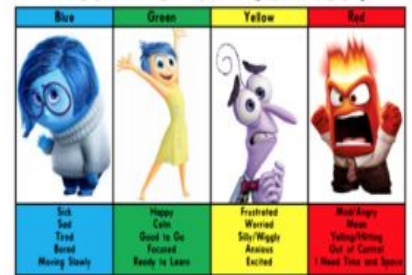 Blue
Green
Yellow
Red
Sick
Sad
Tired
Bored
Moving Slowly
Happy
Calm
Good to Go
Focused
Ready to Learn
Frustrated
Worried
Silly/Wiggly
Anxious
Excited
Mad/Angry
Mean
Yelling/Hitting
Out of Control
I Need Time and Space